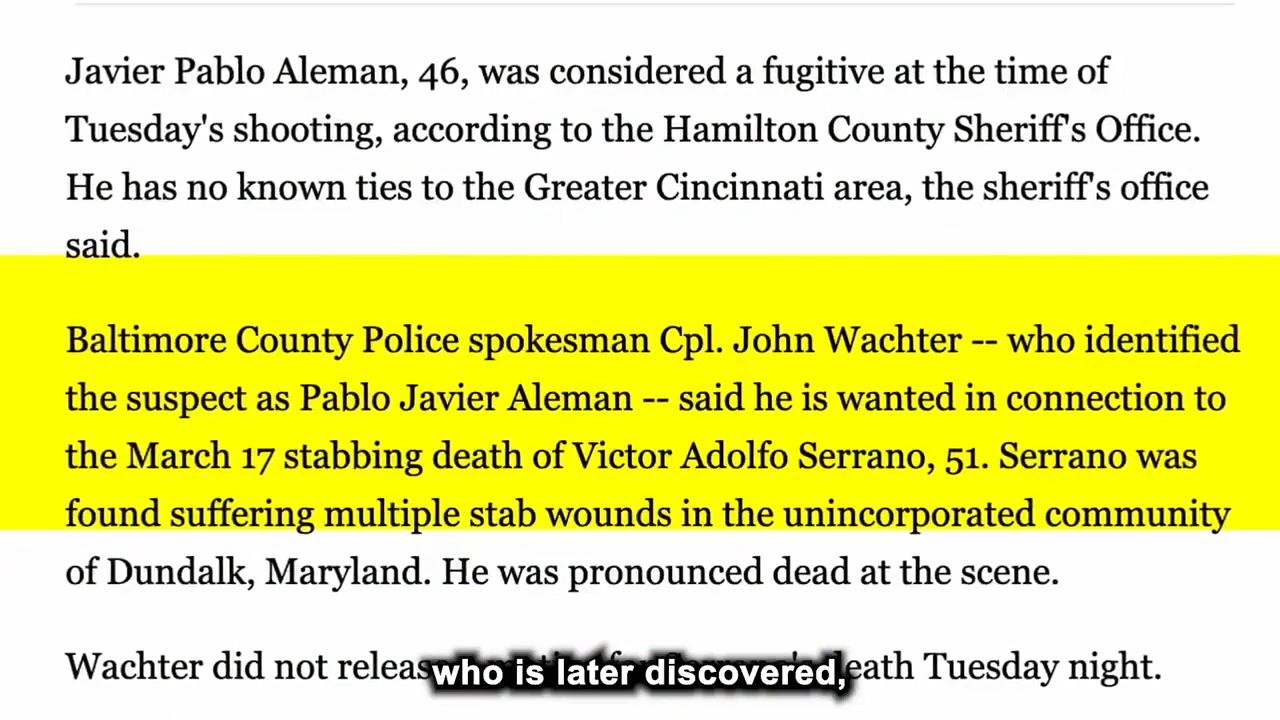 Javier Pablo Aleman, 46, was considered a fugitive at the time of
Tuesday's shooting, according to the Hamilton County Sheriff's Office.
He has no known ties to the Greater Cincinnati area, the sheriff's office
said.
Baltimore County Police spokesman Cpl. John Wachter -- who identified
the suspect as Pablo Javier Aleman -- said he is wanted in connection to
the March 17 stabbing death of Victor Adolfo Serrano, 51. Serrano was
found suffering multiple stab wounds in the unincorporated community
of Dundalk, Maryland. He was pronounced dead at the scene.
Wachter did not death Tuesday night.
who is later discovered,